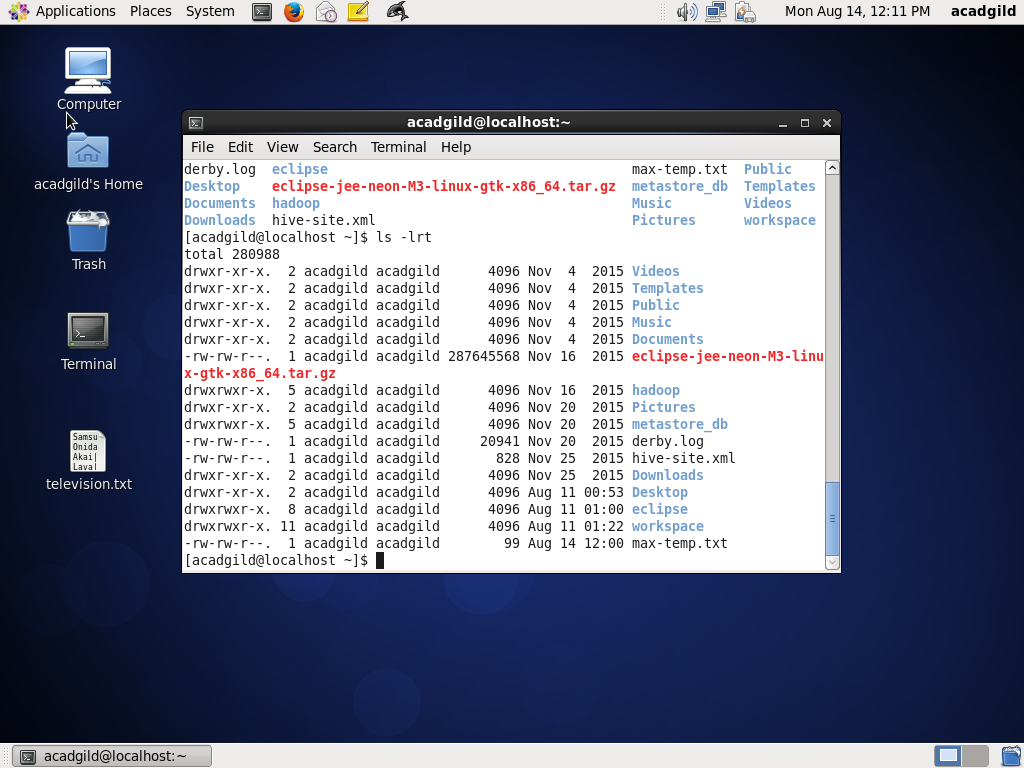 Applications Places System Mon Aug 14, 12:11 PM acadgild
Computer
acadgild's Home
Trash
Terminal
Samsu
Onida
Akai|
Lava|
television.txt
acadgild@localhost:~
File Edit View Search Terminal Help
derby.log eclipse max-temp.txt Public
Desktop eclipse-jee-neon-M3-linux-gtk-x86_64.tar.gz metastore_db Templates
Documents hadoop Music Videos
Downloads hive-site.xml Pictures workspace
[acadgild@localhost ~]$ ls -lrt
total 280988
drwxr-xr-x. 2 acadgild acadgild 4096 Nov 4 2015 Videos
drwxr-xr-x. 2 acadgild acadgild 4096 Nov 4 2015 Templates
drwxr-xr-x. 2 acadgild acadgild 4096 Nov 4 2015 Public
drwxr-xr-x. 2 acadgild acadgild 4096 Nov 4 2015 Music
drwxr-xr-x. 2 acadgild acadgild 4096 Nov 4 2015 Documents
-rw-rw-r--. 1 acadgild acadgild 287645568 Nov 16 2015 eclipse-jee-neon-M3-linu
x-gtk-x86_64.tar.gz
drwxrwxr-x. 5 acadgild acadgild 4096 Nov 16 2015 hadoop
drwxr-xr-x. 2 acadgild acadgild 4096 Nov 20 2015 Pictures
drwxrwxr-x. 5 acadgild acadgild 4096 Nov 20 2015 metastore_db
-rw-rw-r--. 1 acadgild acadgild 20941 Nov 20 2015 derby.log
-rw-rw-r--. 1 acadgild acadgild 828 Nov 25 2015 hive-site.xml
drwxr-xr-x. 2 acadgild acadgild 4096 Nov 25 2015 Downloads
drwxr-xr-x. 2 acadgild acadgild 4096 Aug 11 00:53 Desktop
drwxrwxr-x. 8 acadgild acadgild 4096 Aug 11 01:00 eclipse
drwxrwxr-x. 11 acadgild acadgild 4096 Aug 11 01:22 workspace
-rw-rw-r--. 1 acadgild acadgild 99 Aug 14 12:00 max-temp.txt
[acadgild@localhost ~]$
acadgild@localhost:~